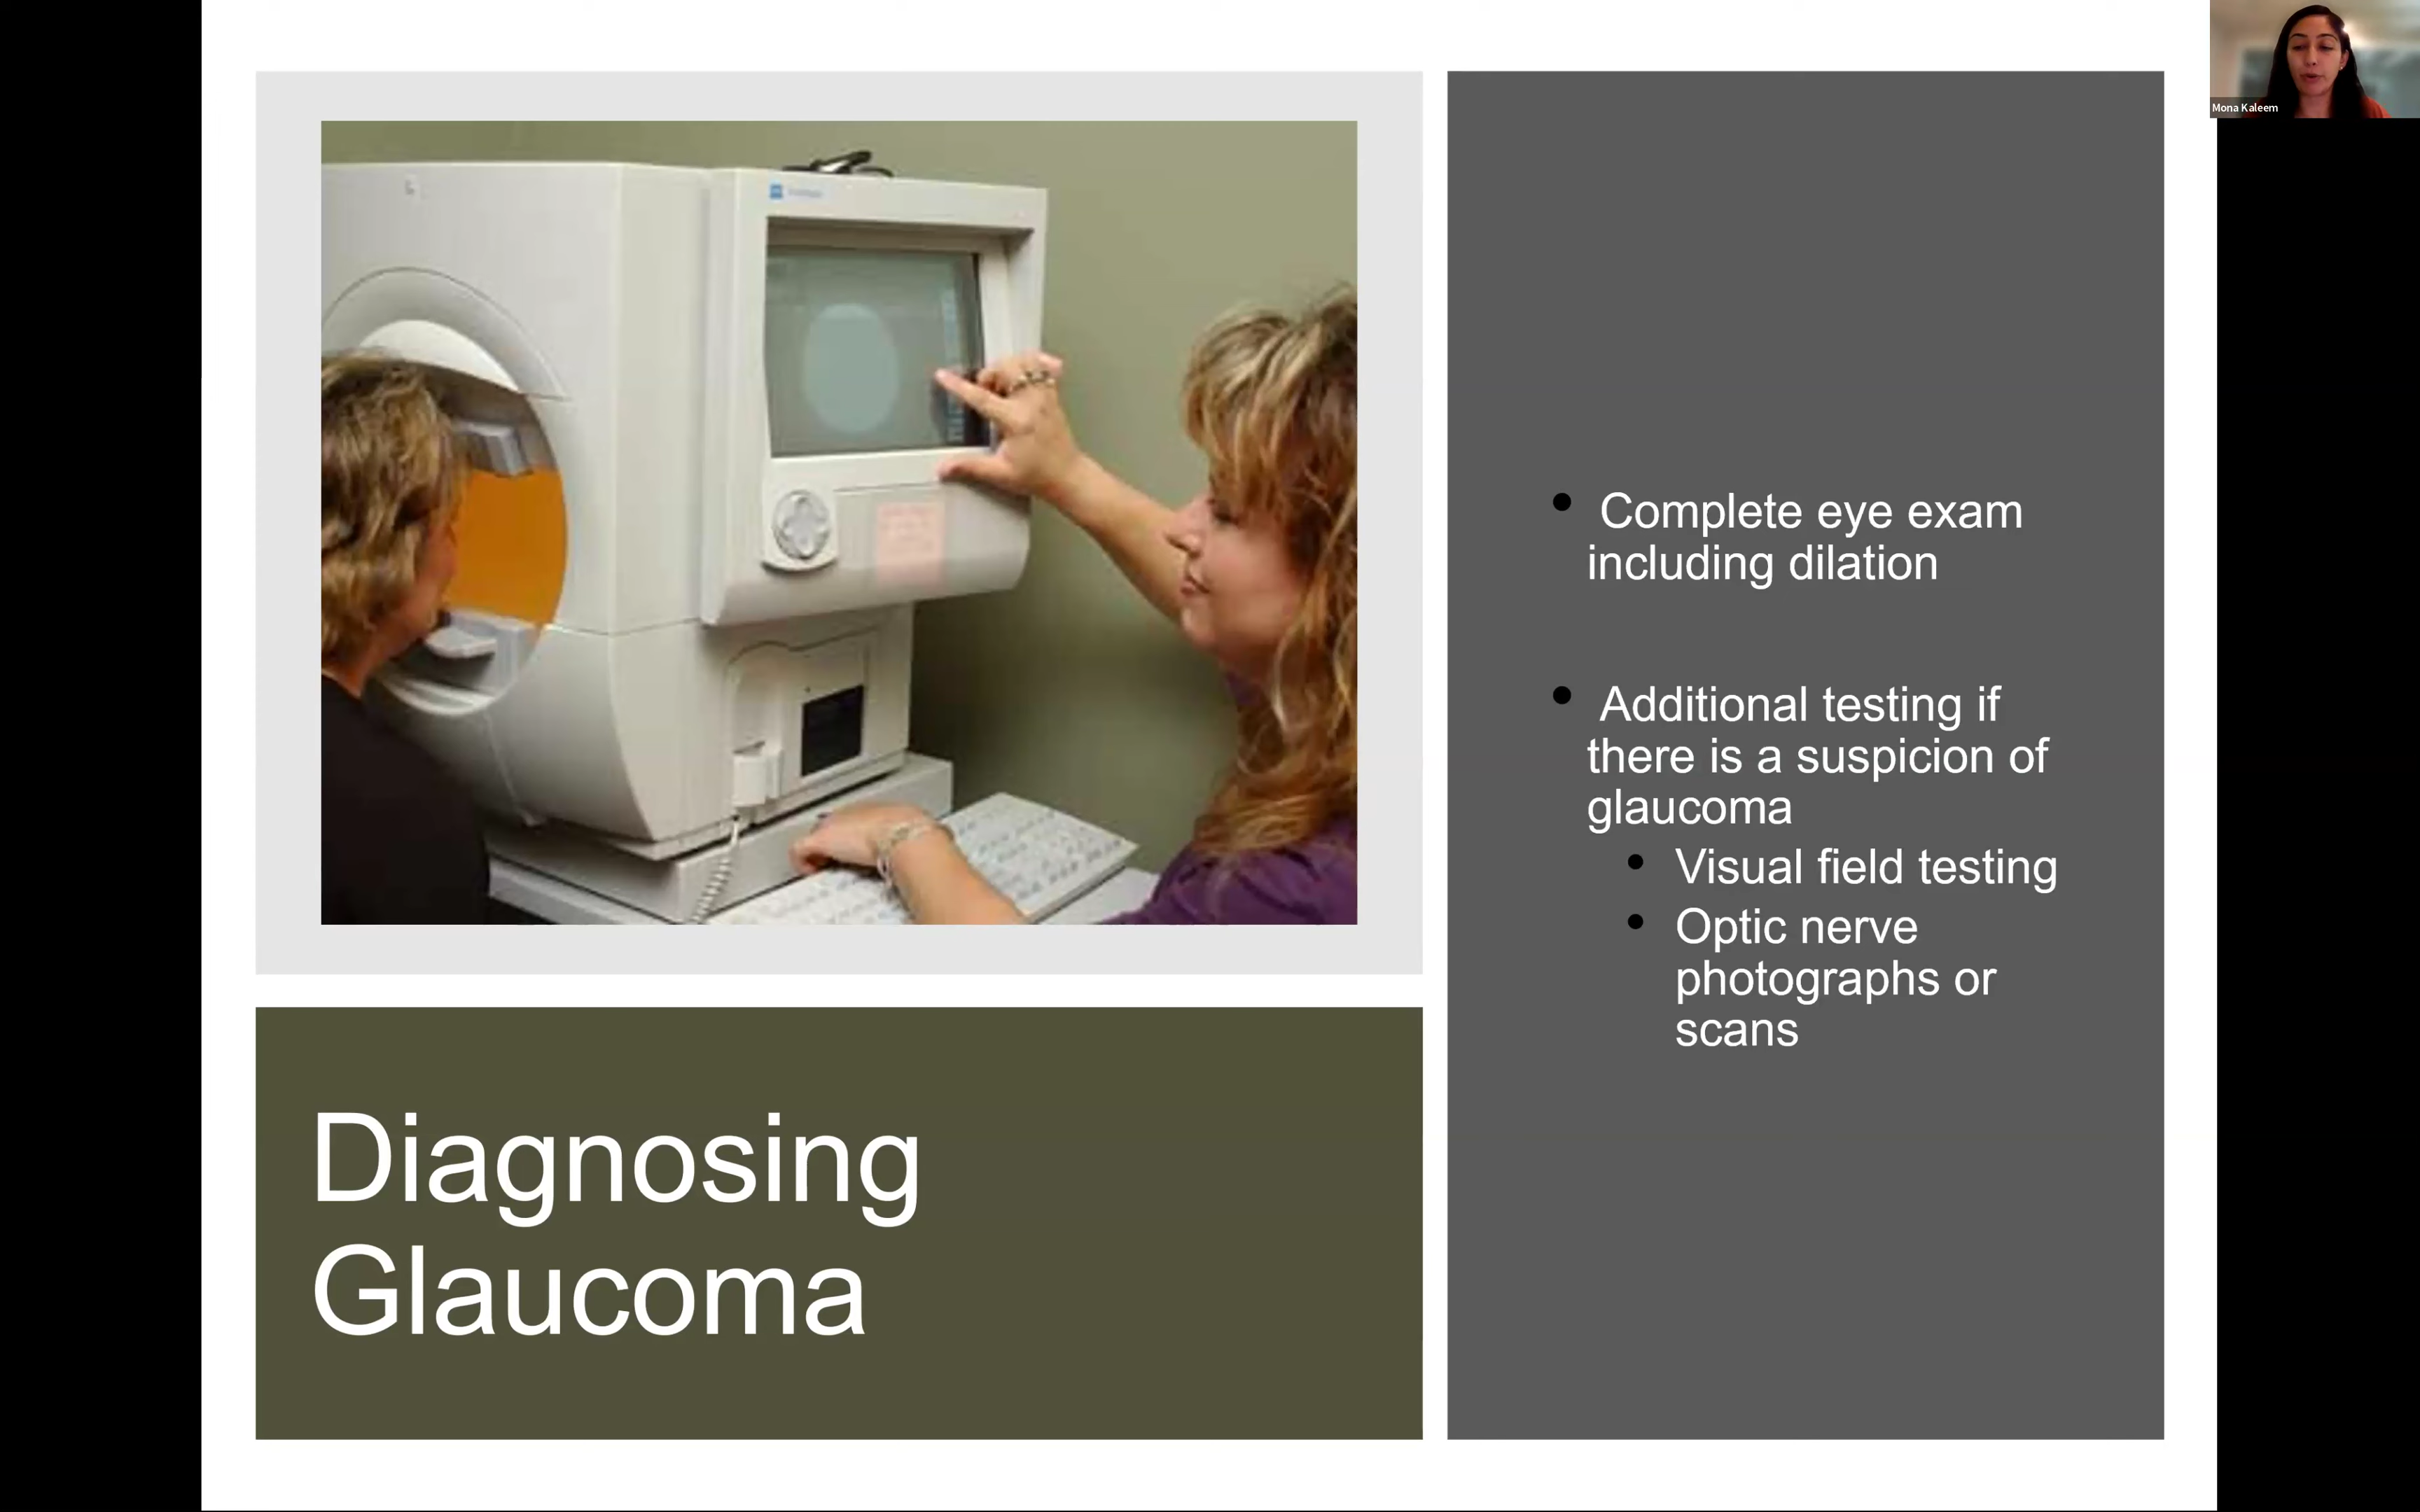 Mona Kaleem
• Complete eye exam
including dilation
• Additional testing if
there is a suspicion of
glaucoma
• Visual field testing
• Optic nerve
photographs or
scans
Diagnosing
Glaucoma